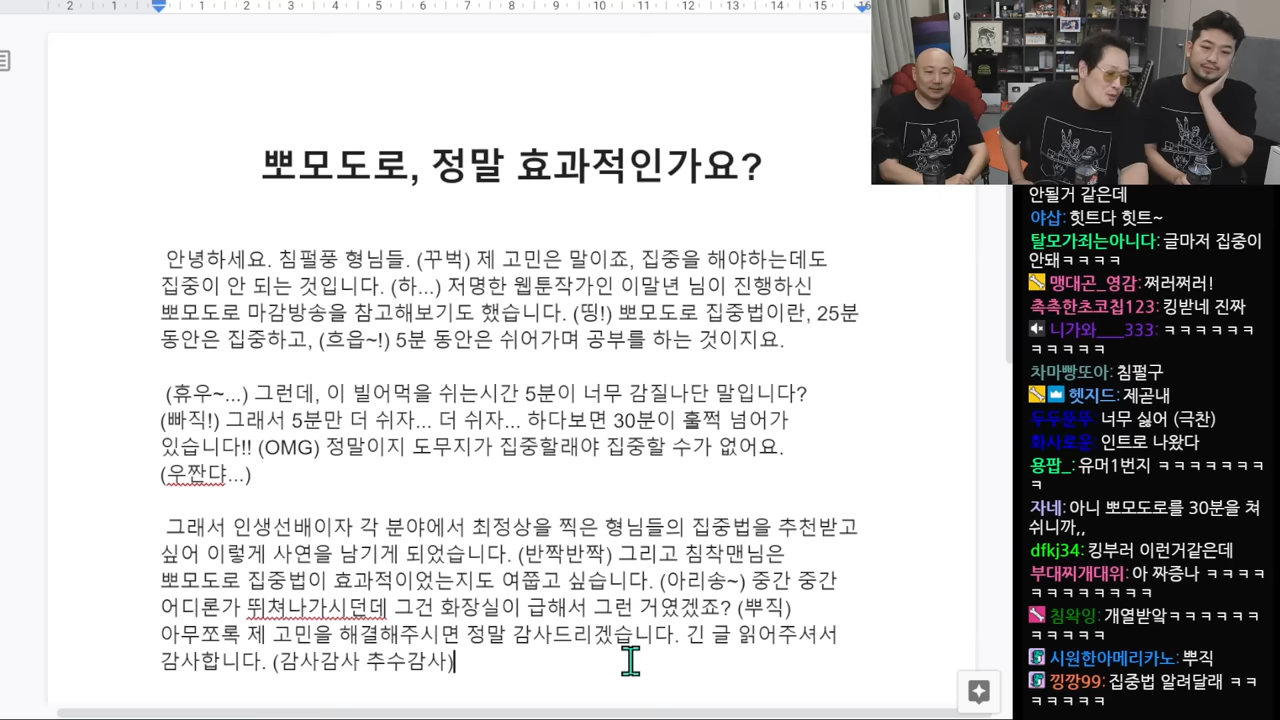 2 1 1 2 3 4 5 6 7 8 9 10 11 12 13 14 15 16
뽀모도로, 정말 효과적인가요?
안녕하세요. 침펄풍 형님들. (꾸벅) 제 고민은 말이죠, 집중을 해야하는데도
집중이 안 되는 것입니다. (하...) 저명한 웹툰작가인 이말년 님이 진행하신
뽀모도로 마감방송을 참고해보기도 했습니다. (띵!) 뽀모도로 집중법이란, 25분
동안은 집중하고, (흐읍~!) 5분 동안은 쉬어가며 공부를 하는 것이지요.
(휴우~...) 그런데, 이 빌어먹을 쉬는시간 5분이 너무 감질나단 말입니다?
(빠직!) 그래서 5분만 더 쉬자... 더 쉬자... 하다보면 30분이 훌쩍 넘어가
있습니다!! (OMG) 정말이지 도무지가 집중할래야 집중할 수가 없어요.
(우짠댜...)
그래서 인생선배이자 각 분야에서 최정상을 찍은 형님들의 집중법을 추천받고
싶어 이렇게 사연을 남기게 되었습니다. (반짝반짝) 그리고 침착맨님은
뽀모도로 집중법이 효과적이었는지도 여쭙고 싶습니다. (아리송~) 중간 중간
어디론가 뛰쳐나가시던데 그건 화장실이 급해서 그런 거였겠죠? (뿌직)
아무쪼록 제 고민을 해결해주시면 정말 감사드리겠습니다. 긴 글 읽어주셔서
감사합니다. (감사감사 추수감사)
안될거 같은데
야삽: 힛트다 힛트~
탈모가죄는아니다: 글마저 집중이
안돼ㅋㅋㅋㅋ
맹대곤_영감: 쩌러쩌러!
촉촉한초코칩123: 킹받네 진짜
니가와___333: ㅋㅋㅋㅋㅋㅋ
ㅋㅋㅋㅋㅋ
차마빵또아: 침펄구
헷지드: 제곧내
두두뚠뚜: 너무 싫어 (극찬)
화사로운: 인트로 나왔다
용팝_: 유머1번지 ㅋㅋㅋㅋㅋㅋㅋ
ㅋ
자네: 아니 뽀모도로를 30분을 쳐
쉬니까,,
dfkj34: 킹부러 이런거같은데
부대찌개대위: 아 짜증나 ㅋㅋㅋㅋ
ㅋㅋㅋㅋㅋㅋㅋㅋ
침왁잉: 개열받앜ㅋㅋㅋㅋㅋㅋ
ㅋㅋㅋㅋㅋ
시원한아메리카노: 뿌직
낑깡99: 집중법 알려달래 ㅋㅋ
ㅋㅋㅋㅋㅋ